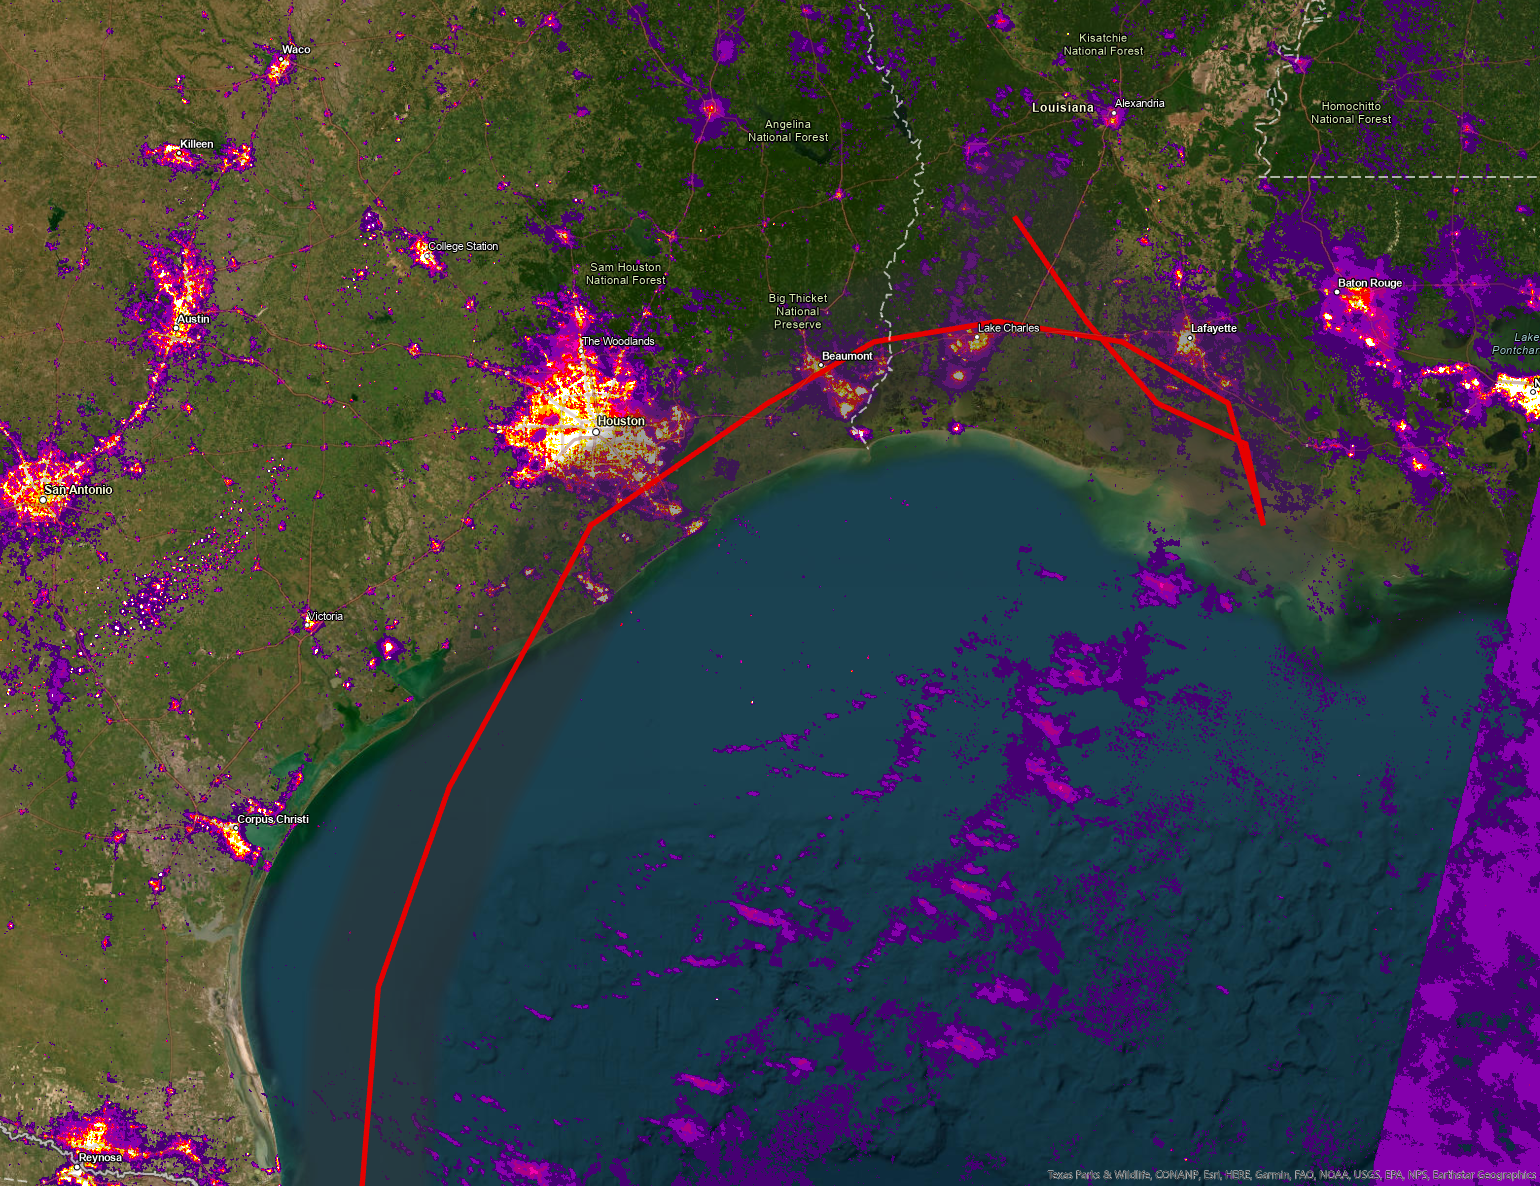 Waco
Kisatchie
National Forest
Louisiana
Alexandria
Homochitto
National Forest
Angelina
National Forest
Killeen
College Station
Sam Houston
National Forest
Big Thicket
National
Preserve
Baton Rouge
Austin
The Woodlands
Lake Charles
Lafayette
Lake
Pontchar
Beaumont
N
Houston
San Antonio
Victoria
Corpus Christi
Reynosa
Texas Parks & Wildlife, CONANP, Esri, HERE, Garmin, FAO, NOAA, USGS, EPA, NPS, Earthstar Geographics